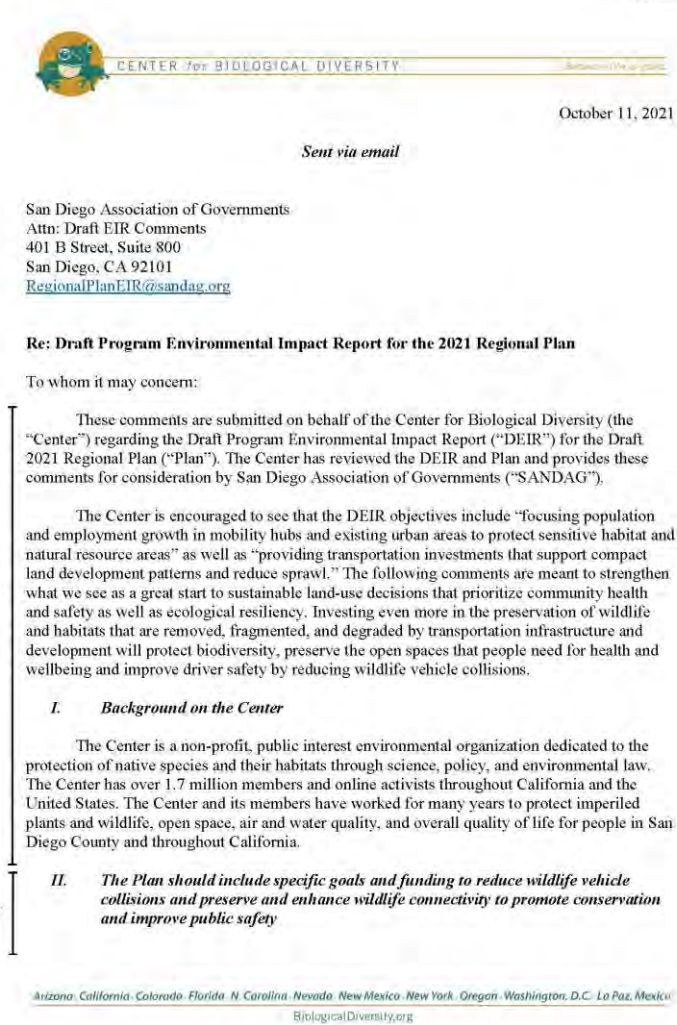 CENTER for BIOLOGICAL DIVERSITY
October 11, 2021
Sent via email
San Diego Association of Governments
Attn: Draft EIR Comments
401 B Street, Suite 800
San Diego, CA 92101
RegionalPlanEIR@sandag.org
Re: Draft Program Environmental Impact Report for the 2021 Regional Plan
To whom it may concern:
These comments are submitted on behalf of the Center for Biological Diversity (the
“Center”) regarding the Draft Program Environmental Impact Report (“DEIR”) for the Draft
2021 Regional Plan (“Plan”). The Center has reviewed the DEIR and Plan and provides these
comments for consideration by San Diego Association of Governments (“SANDAG”).
The Center is encouraged to see that the DEIR objectives include “focusing population
and employment growth in mobility hubs and existing urban areas to protect sensitive habitat and
natural resource areas” as well as “providing transportation investments that support compact
land development patterns and reduce sprawl.” The following comments are meant to strengthen
what we see as a great start to sustainable land-use decisions that prioritize community health
and safety as well as ecological resiliency. Investing even more in the preservation of wildlife
and habitats that are removed, fragmented, and degraded by transportation infrastructure and
development will protect biodiversity, preserve the open spaces that people need for health and
wellbeing and improve driver safety by reducing wildlife vehicle collisions.
I. Background on the Center
The Center is a non-profit, public interest environmental organization dedicated to the
protection of native species and their habitats through science, policy, and environmental law.
The Center has over 1.7 million members and online activists throughout California and the
United States. The Center and its members have worked for many years to protect imperiled
plants and wildlife, open space, air and water quality, and overall quality of life for people in San
Diego County and throughout California.
II. The Plan should include specific goals and funding to reduce wildlife vehicle
collisions and preserve and enhance wildlife connectivity to promote conservation
and improve public safety
Arizona . California . Colorado . Florida . N. Carolina . Nevada . New Mexico . New York . Oregon . Washington, D.C. . La Paz, Mexico
BiologicalDiversity.org